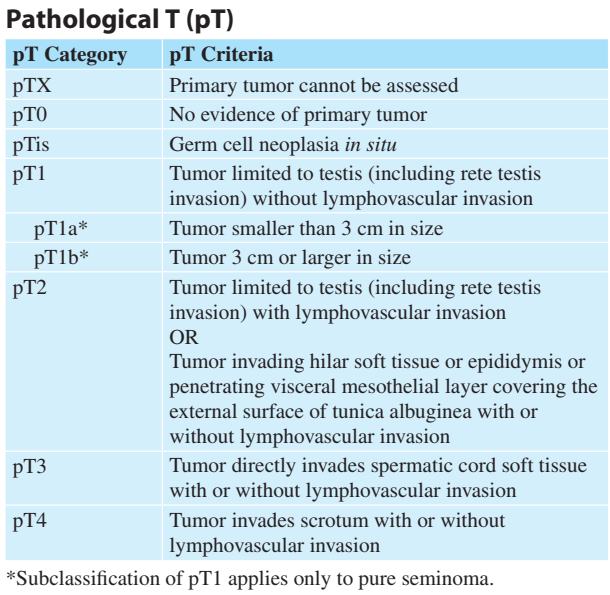 Pathological T (pT)
pT Category pT Criteria
pTX Primary tumor cannot be assessed
pT0 No evidence of primary tumor
pTis Germ cell neoplasia in situ
pT1 Tumor limited to testis (including rete testis
invasion) without lymphovascular invasion
pT1a* Tumor smaller than 3 cm in size
pT1b* Tumor 3 cm or larger in size
pT2 Tumor limited to testis (including rete testis
invasion) with lymphovascular invasion
OR
Tumor invading hilar soft tissue or epididymis or
penetrating visceral mesothelial layer covering the
external surface of tunica albuginea with or
without lymphovascular invasion
pT3 Tumor directly invades spermatic cord soft tissue
with or without lymphovascular invasion
pT4 Tumor invades scrotum with or without
lymphovascular invasion
*Subclassification of pT1 applies only to pure seminoma.